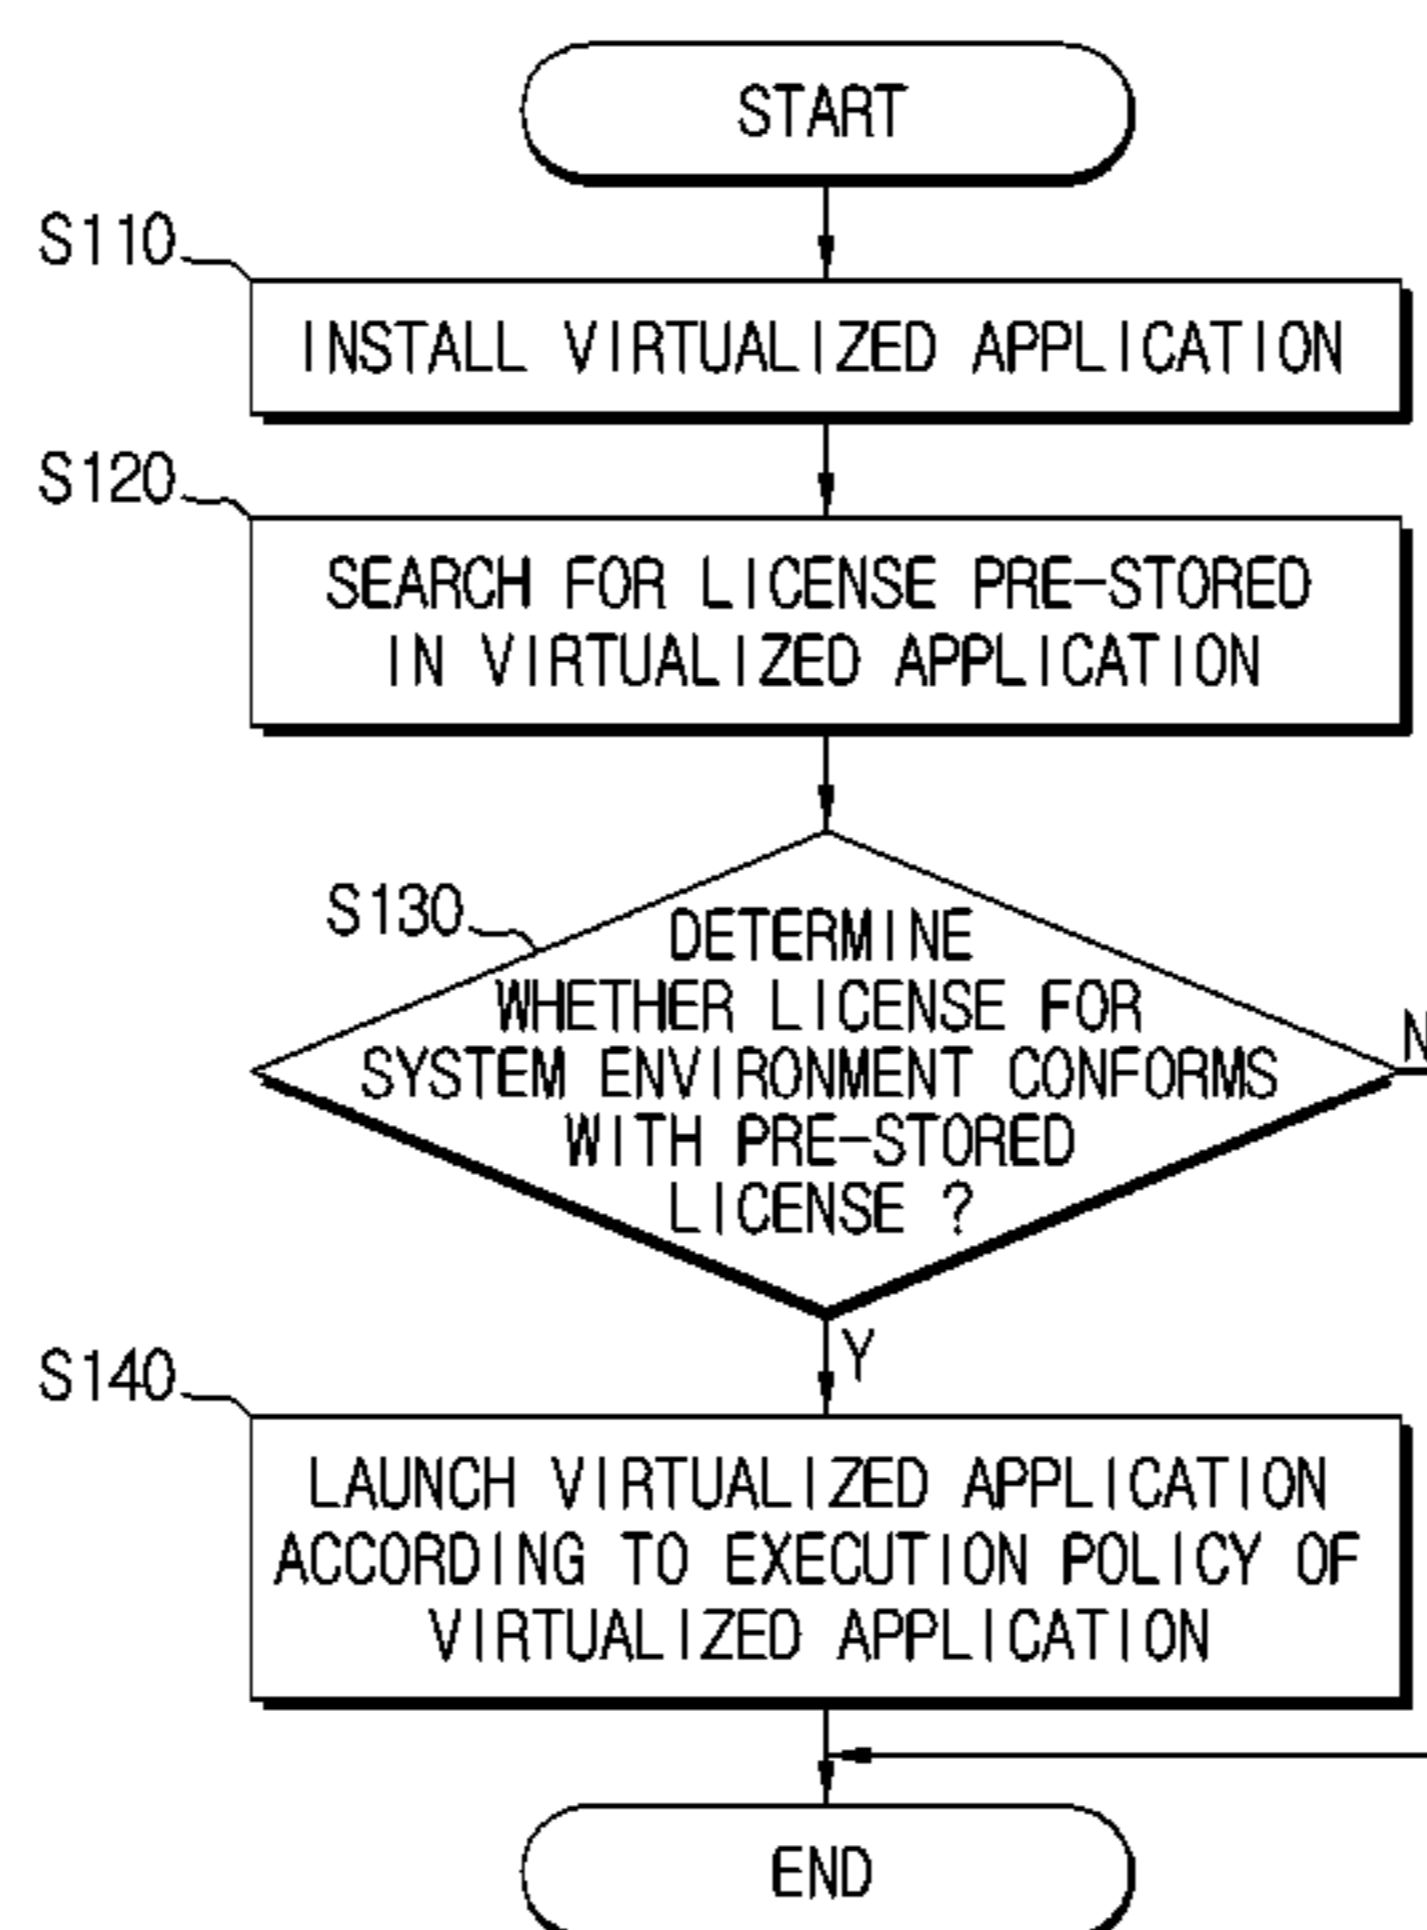 START
S110
INSTALL VIRTUALIZED APPLICATION
S120
SEARCH FOR LICENSE PRE-STORED
IN VIRTUALIZED APPLICATION
S130
DETERMINE
WHETHER LICENSE FOR
SYSTEM ENVIRONMENT CONFORMS
WITH PRE-STORED
LICENSE ?
N
Y
S140
LAUNCH VIRTUALIZED APPLICATION
ACCORDING TO EXECUTION POLICY OF
VIRTUALIZED APPLICATION
END